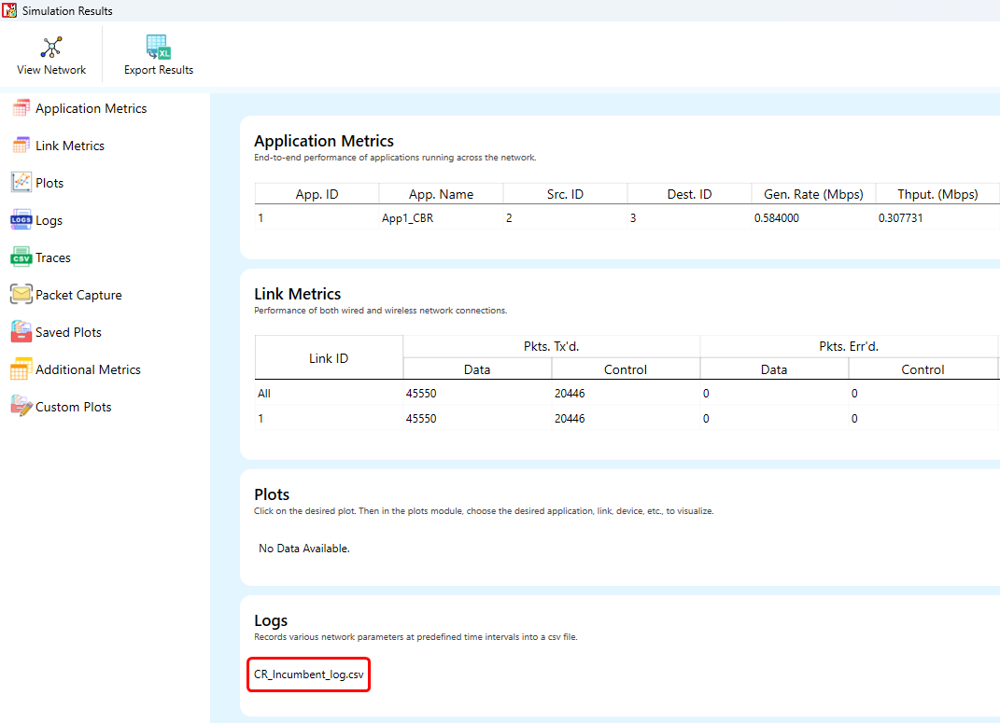 Simulation Results
View Network
Export Results
XL
Application Metrics
Link Metrics
Plots
LOGS Logs
CSV Traces
Packet Capture
Saved Plots
Additional Metrics
Custom Plots
Application Metrics
End-to-end performance of applications running across the network.
App. ID App. Name Src. ID Dest. ID Gen. Rate (Mbps) Thput. (Mbps)
1 App1_CBR 2 3 0.584000 0.307731
Link Metrics
Performance of both wired and wireless network connections.
Link ID Pkts. Tx'd. Pkts. Err'd.
Data Control Data Control
All 45550 20446 0 0
1 45550 20446 0 0
Plots
Click on the desired plot. Then in the plots module, choose the desired application, link, device, etc., to visualize.
No Data Available.
Logs
Records various network parameters at predefined time intervals into a csv file.
CR_Incumbent_log.csv